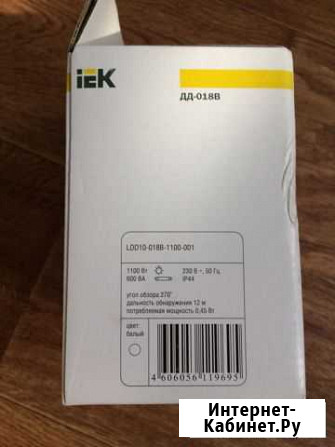 iEK
ДД-018В
LDD10-018B-1100-001
1100 Вт
230 В ~, 50 Гц
600 ВА
IP44
угол обзора 270°
дальность обнаружения 12 м
потребляемая мощность 0,45 Вт
цвет:
белый
4 606056 119695
Интернет-
Кабинет.Ру